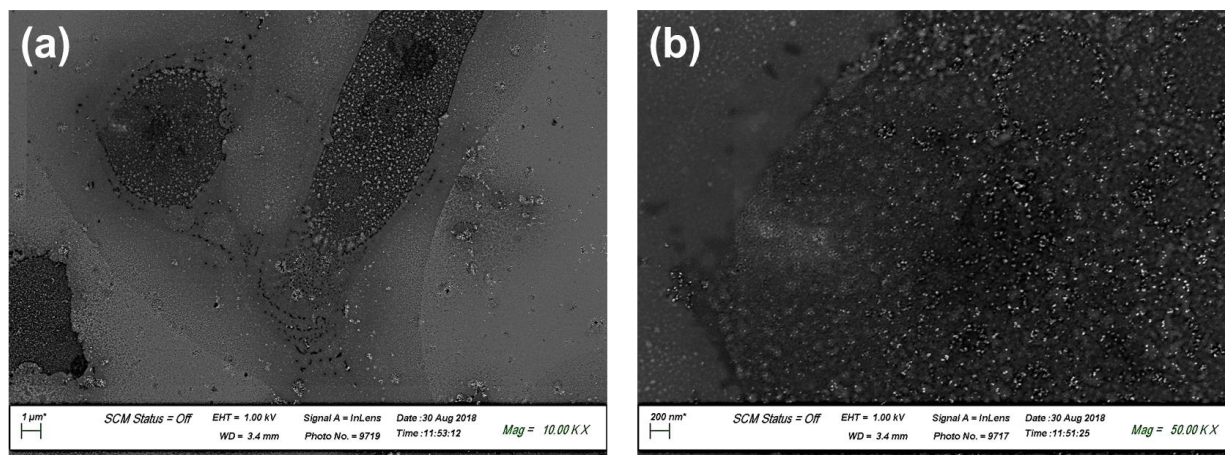 (a)
1 µm*
SCM Status = Off
EHT = 1.00 kV
Signal A = InLens
Date :30 Aug 2018
WD = 3.4 mm
Photo No. = 9719
Time :11:53:12
Mag = 10.00 K X
(b)
200 nm*
SCM Status = Off
EHT = 1.00 kV
Signal A = InLens
Date :30 Aug 2018
WD = 3.4 mm
Photo No. = 9717
Time :11:51:25
Mag = 50.00 K X